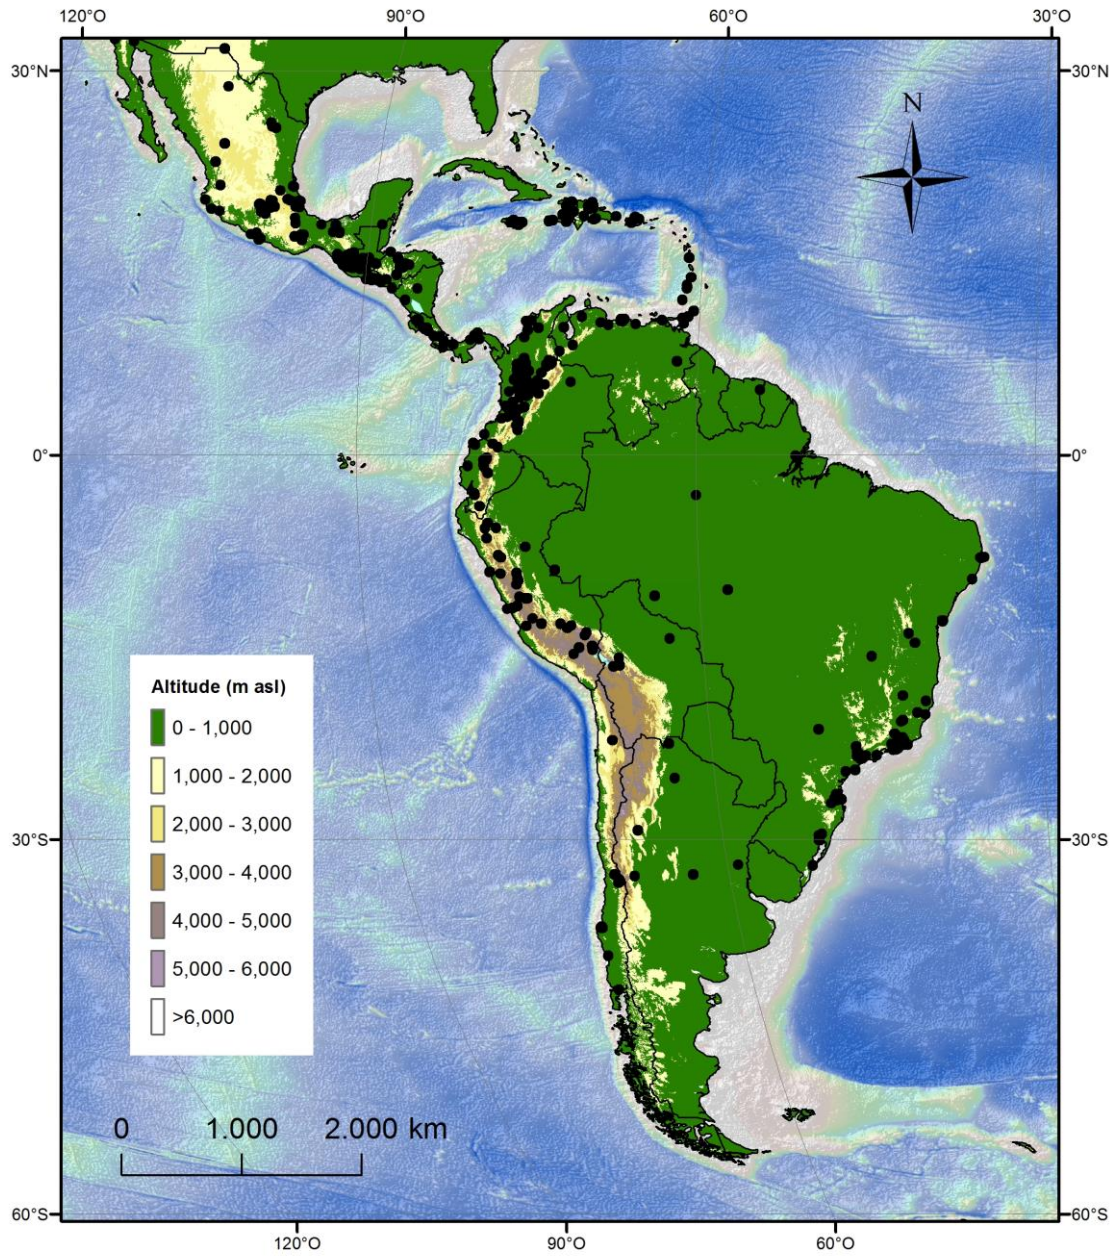 120°O 90°O 60°O 30°O
30°N 30°N
N
0° 0°
Altitude (m asl)
0 - 1,000
1,000 - 2,000
2,000 - 3,000
3,000 - 4,000
4,000 - 5,000
5,000 - 6,000
>6,000
30°S 30°S
0 1.000 2.000 km
60°S 60°S
120°O 90°O 60°O